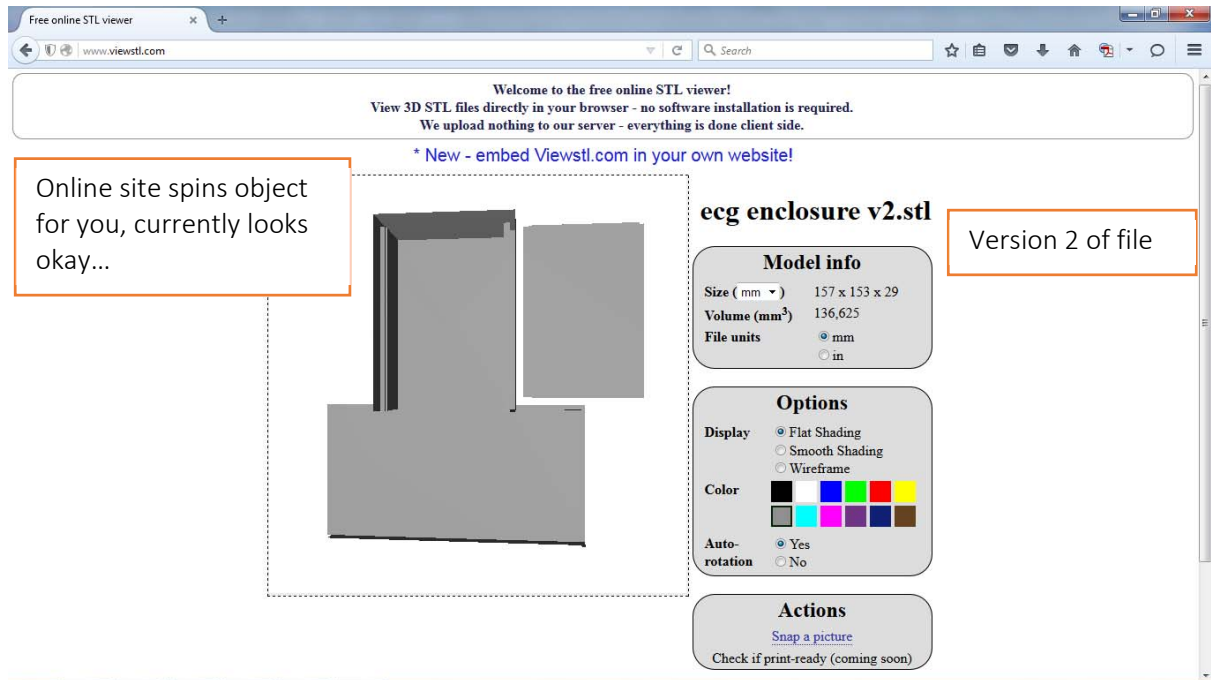 Free online STL viewer
www.viewstl.com
Search
Welcome to the free online STL viewer!
View 3D STL files directly in your browser - no software installation is required.
We upload nothing to our server - everything is done client side.
* New - embed Viewstl.com in your own website!
Online site spins object
for you, currently looks
okay…
ecg enclosure v2.stl
Version 2 of file
Model info
Size ( mm ) 157 x 153 x 29
Volume (mm³) 136,625
File units mm
in
Options
Display Flat Shading
Smooth Shading
Wireframe
Color
Auto- Yes
rotation No
Actions
Snap a picture
Check if print-ready (coming soon)